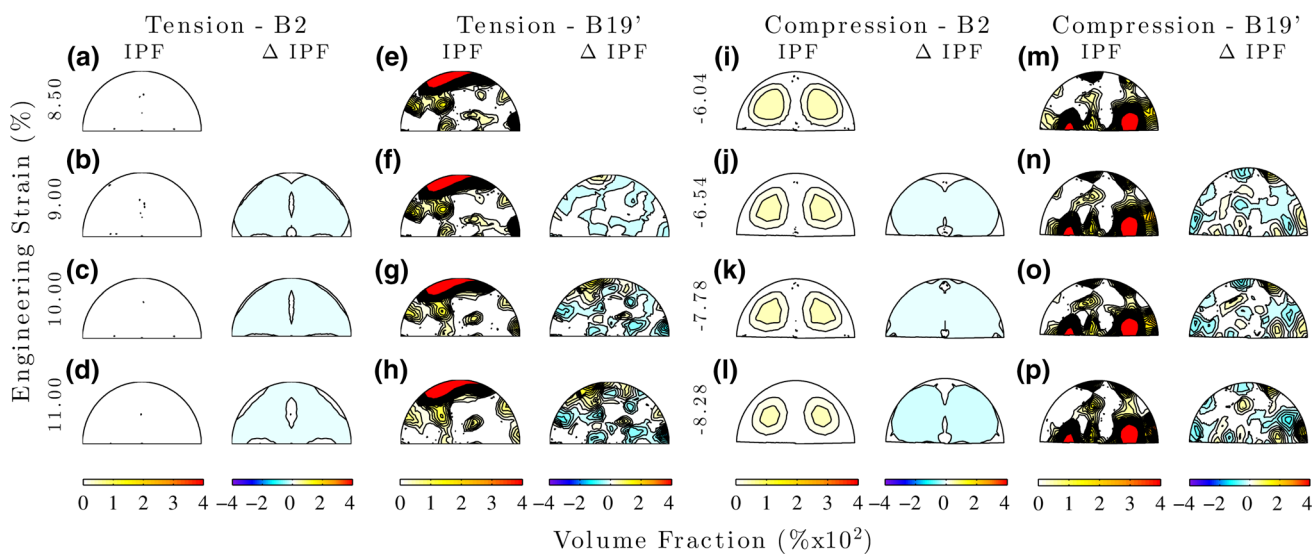 Tension - B2 Tension - B19' Compression - B2 Compression - B19'
IPF Δ IPF IPF Δ IPF IPF Δ IPF IPF Δ IPF
(a) (e) (i) (m)
8.50 -6.04
(b) (f) (j) (n)
9.00 -6.54
(c) (g) (k) (o)
10.00 -7.78
(d) (h) (l) (p)
11.00 -8.28
Engineering Strain (%)
0 1 2 3 4 −4 −2 0 2 4 0 1 2 3 4 −4 −2 0 2 4 0 1 2 3 4 −4 −2 0 2 4 0 1 2 3 4 −4 −2 0 2 4
Volume Fraction (%x10²)